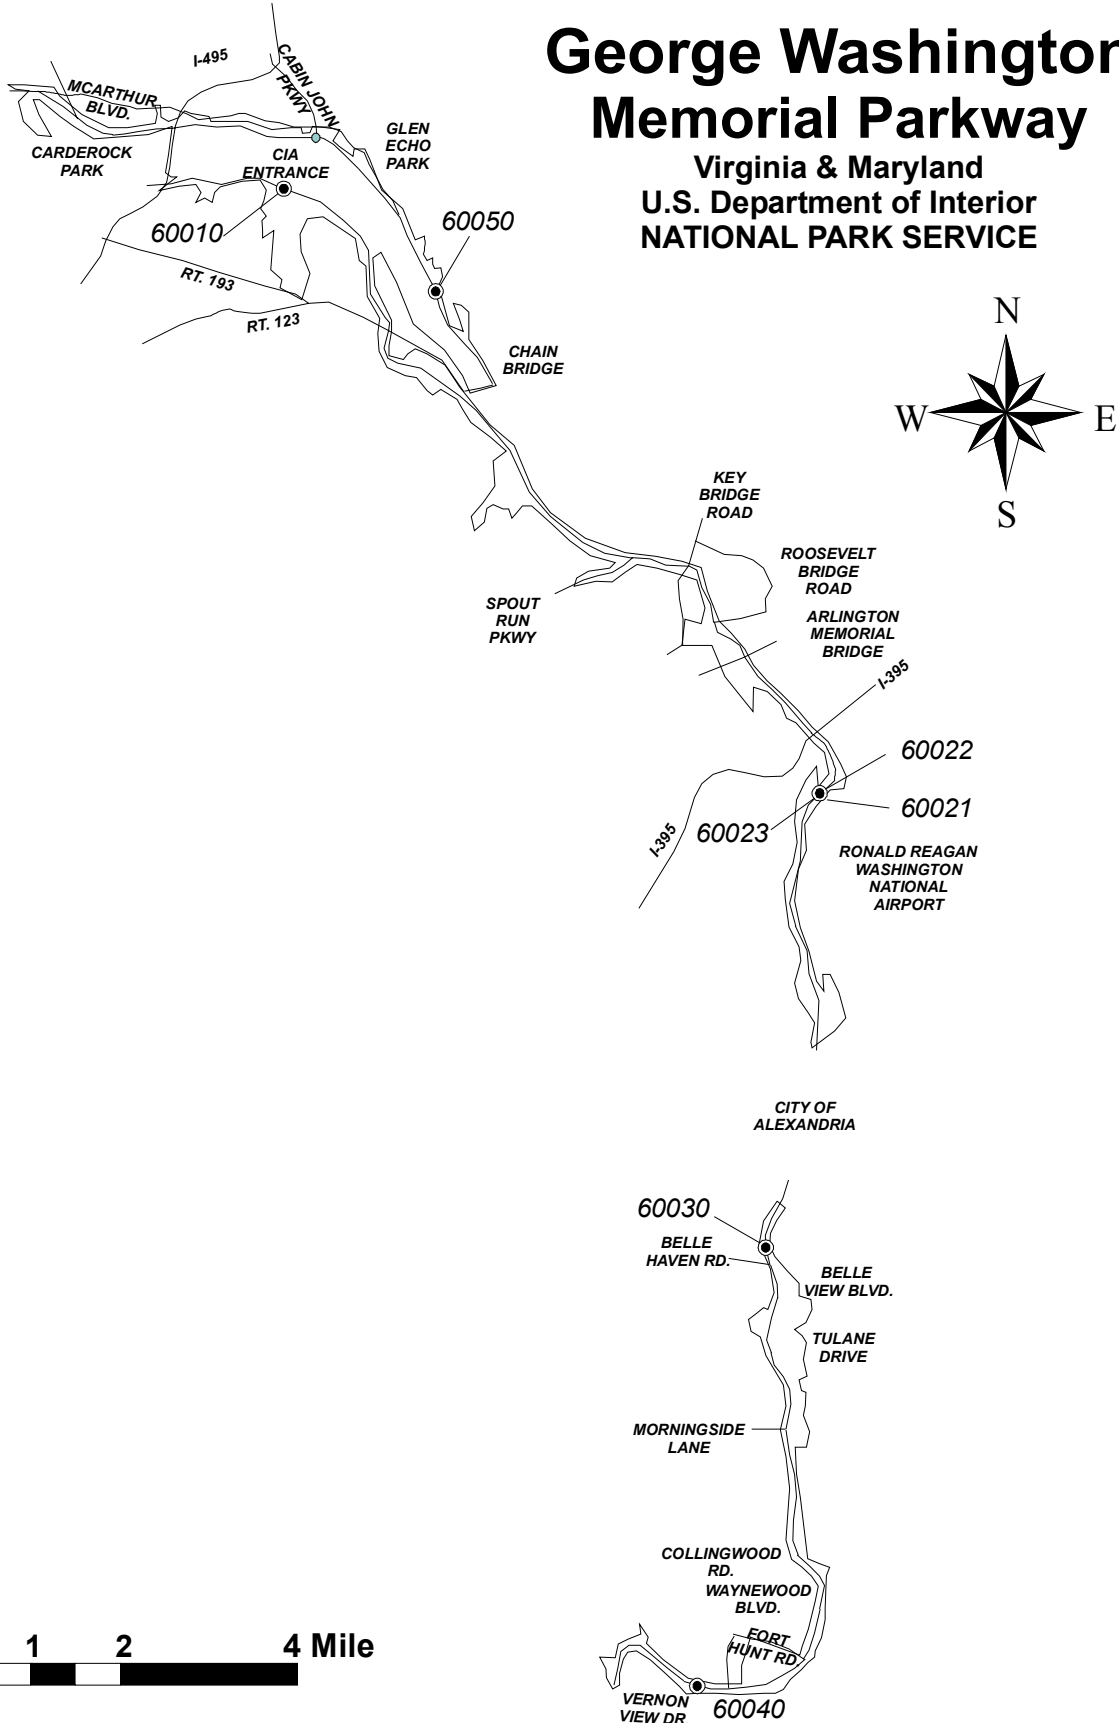 George Washington
Memorial Parkway
Virginia & Maryland
U.S. Department of Interior
NATIONAL PARK SERVICE
I-495
CABIN JOHN
PKWY
MCARTHUR
BLVD.
GLEN
ECHO
PARK
CARDEROCK
PARK
CIA
ENTRANCE
60010
60050
RT. 193
RT. 123
CHAIN
BRIDGE
N
W
E
S
KEY
BRIDGE
ROAD
ROOSEVELT
BRIDGE
ROAD
SPOUT
RUN
PKWY
ARLINGTON
MEMORIAL
BRIDGE
I-395
60022
60021
60023
I-395
RONALD REAGAN
WASHINGTON
NATIONAL
AIRPORT
CITY OF
ALEXANDRIA
60030
BELLE
HAVEN RD.
BELLE
VIEW BLVD.
TULANE
DRIVE
MORNINGSIDE
LANE
COLLINGWOOD
RD.
WAYNEWOOD
BLVD.
FORT
HUNT RD.
1 2 4 Mile
VERNON
VIEW DR
60040